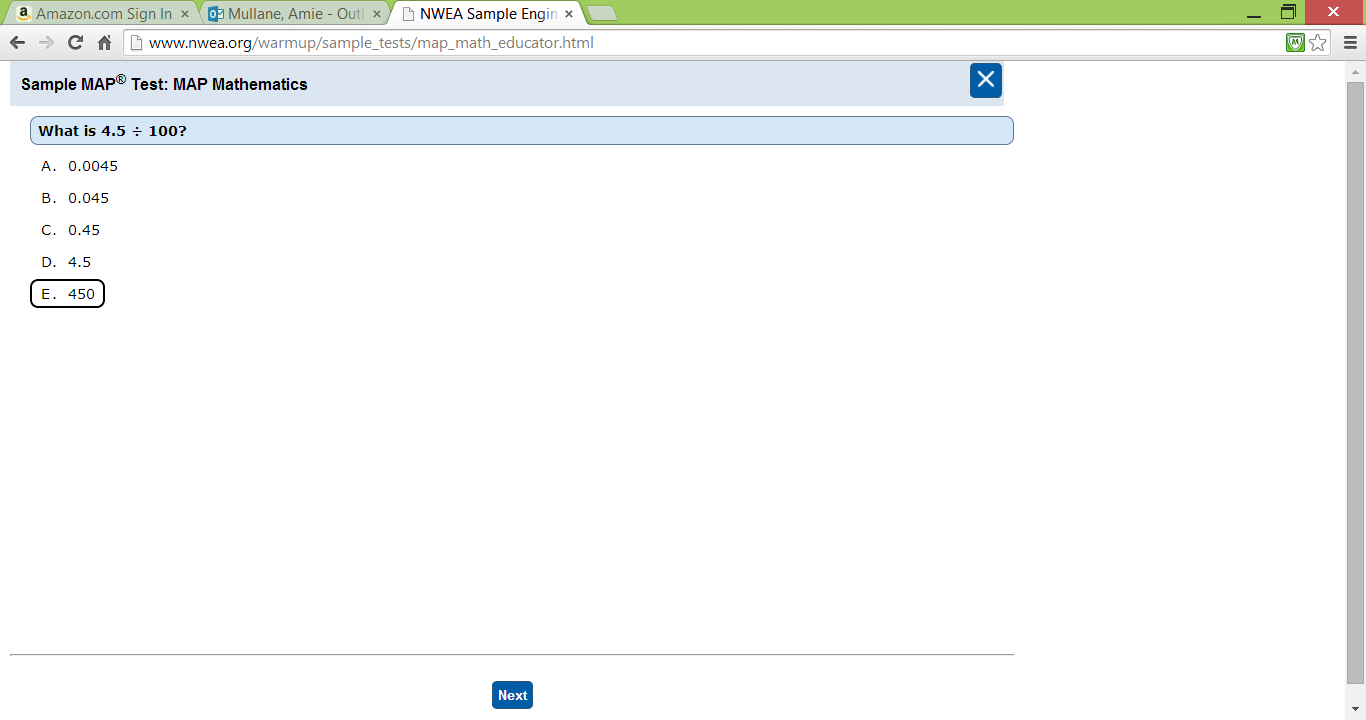 Amazon.com Sign In
Mullane, Amie - Outl
NWEA Sample Engin
www.nwea.org/warmup/sample_tests/map_math_educator.html
Sample MAP® Test: MAP Mathematics
What is 4.5 ÷ 100?
A. 0.0045
B. 0.045
C. 0.45
D. 4.5
E. 450
Next